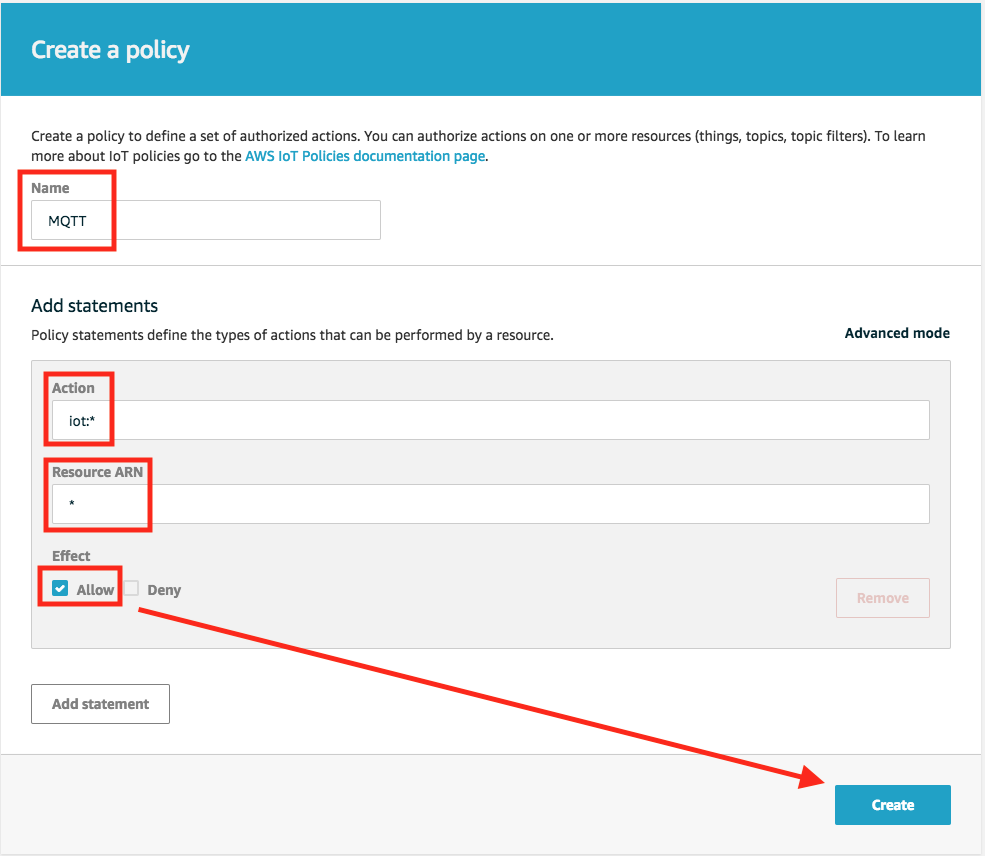 Create a policy
Create a policy to define a set of authorized actions. You can authorize actions on one or more resources (things, topics, topic filters). To learn
more about IoT policies go to the AWS IoT Policies documentation page.
Name
MQTT
Add statements
Policy statements define the types of actions that can be performed by a resource.
Advanced mode
Action
iot:*
Resource ARN
*
Effect
Allow
Deny
Remove
Add statement
Create